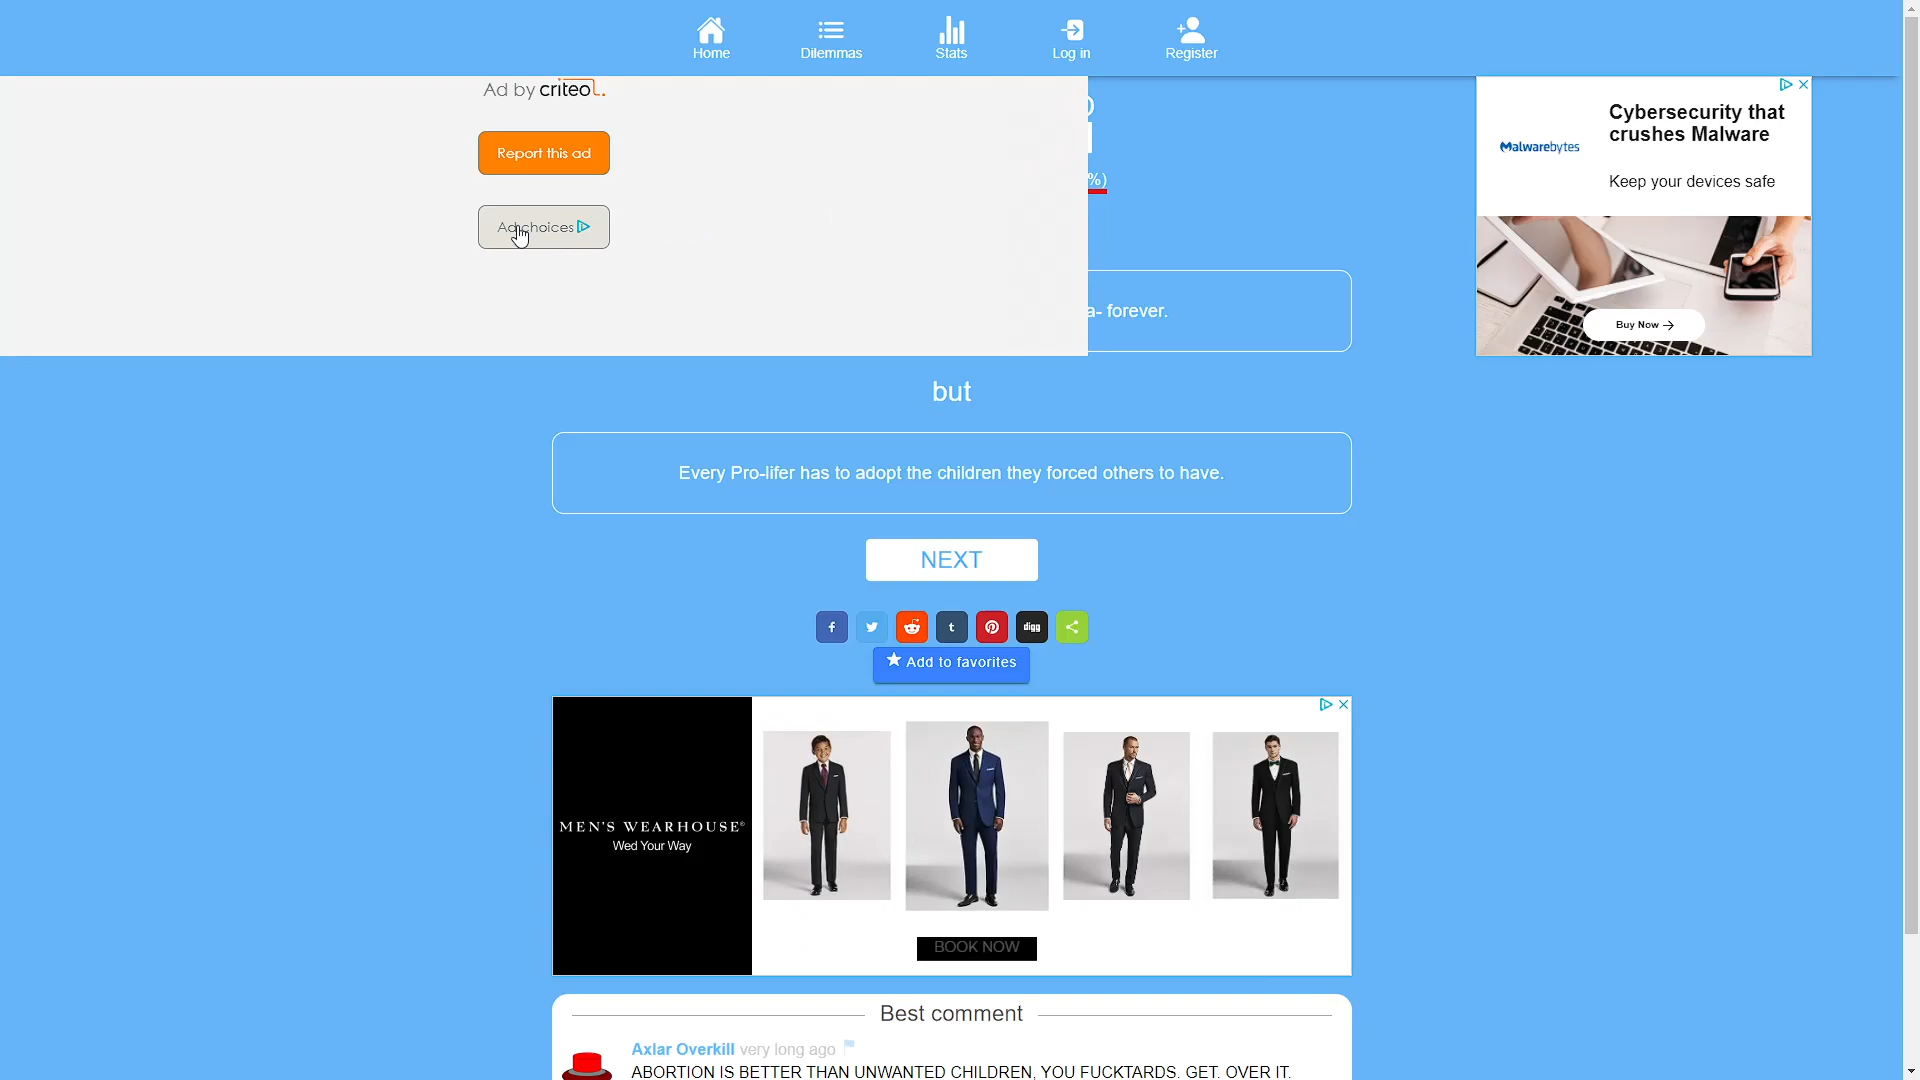 Home
Dilemmas
Stats
Log in
Register
Ad by criteo.
Report this ad
Adchoices
%)
a- forever.
Cybersecurity that
crushes Malware
Malwarebytes
Keep your devices safe
Buy Now
but
Every Pro-lifer has to adopt the children they forced others to have.
NEXT
f
t
digg
Add to favorites
MEN'S WEARHOUSE®
Wed Your Way
BOOK NOW
Best comment
Axlar Overkill very long ago
ABORTION IS BETTER THAN UNWANTED CHILDREN, YOU FUCKTARDS. GET. OVER IT.